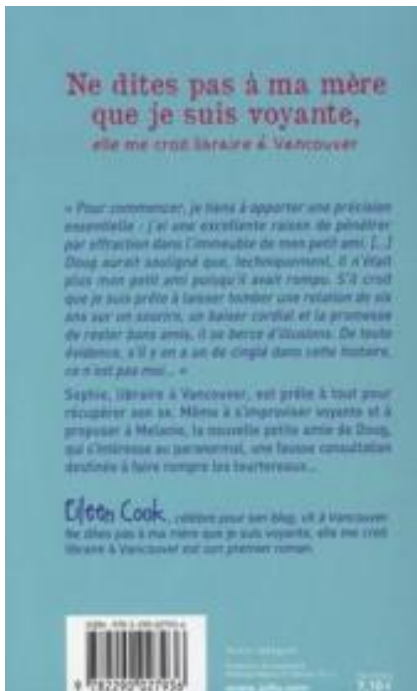 Ne dites pas à ma mère
que je suis voyante,
elle me croit libraire à Vancouver
« Pour commencer, je tiens à apporter une précision
essentielle : j'ai une excellente raison de pénétrer
par effraction dans l'immeuble de mon petit ami. [...]
Doug aurait souligné que, techniquement, il n'était
plus mon petit ami puisqu'il avait rompu. S'il croit
que je suis prête à laisser tomber une relation de six
ans sur un sourire, un baiser cordial et la promesse
de rester bons amis, il se berce d'illusions. De toute
évidence, s'il y en a un de cinglé dans cette histoire,
ce n'est pas moi... »
Sophie, libraire à Vancouver, est prête à tout pour
récupérer son ex. Même à s'improviser voyante et à
proposer à Melanie, la nouvelle petite amie de Doug,
qui s'intéresse au paranormal, une fausse consultation
destinée à faire rompre les tourtereaux...
Eileen Cook, célèbre pour son blog, vit à Vancouver.
Ne dites pas à ma mère que je suis voyante, elle me croit
libraire à Vancouver est son premier roman.
9 782290 027936